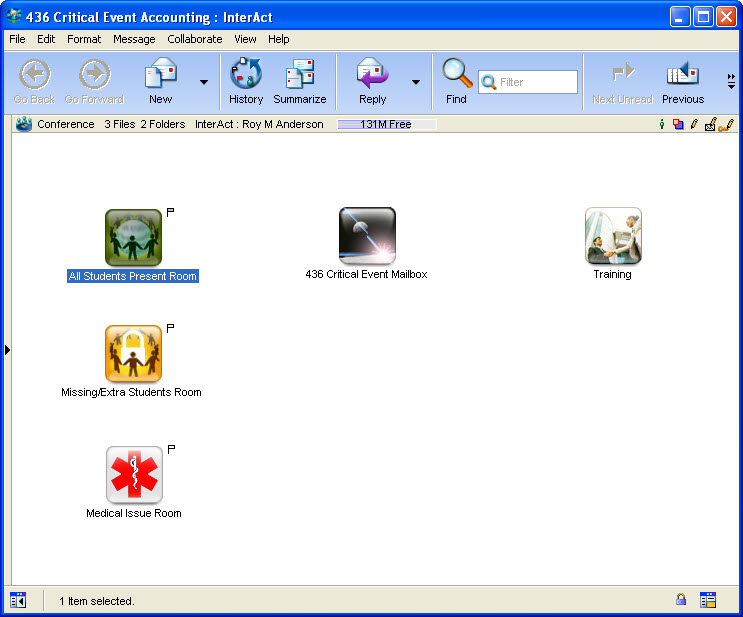 436 Critical Event Accounting : InterAct
File Edit Format Message Collaborate View Help
Go Back Go Forward New History Summarize Reply Find Filter Next Unread Previous
Conference 3 Files 2 Folders InterAct : Roy M Anderson 131M Free
All Students Present Room 436 Critical Event Mailbox Training
Missing/Extra Students Room
Medical Issue Room
1 Item selected.